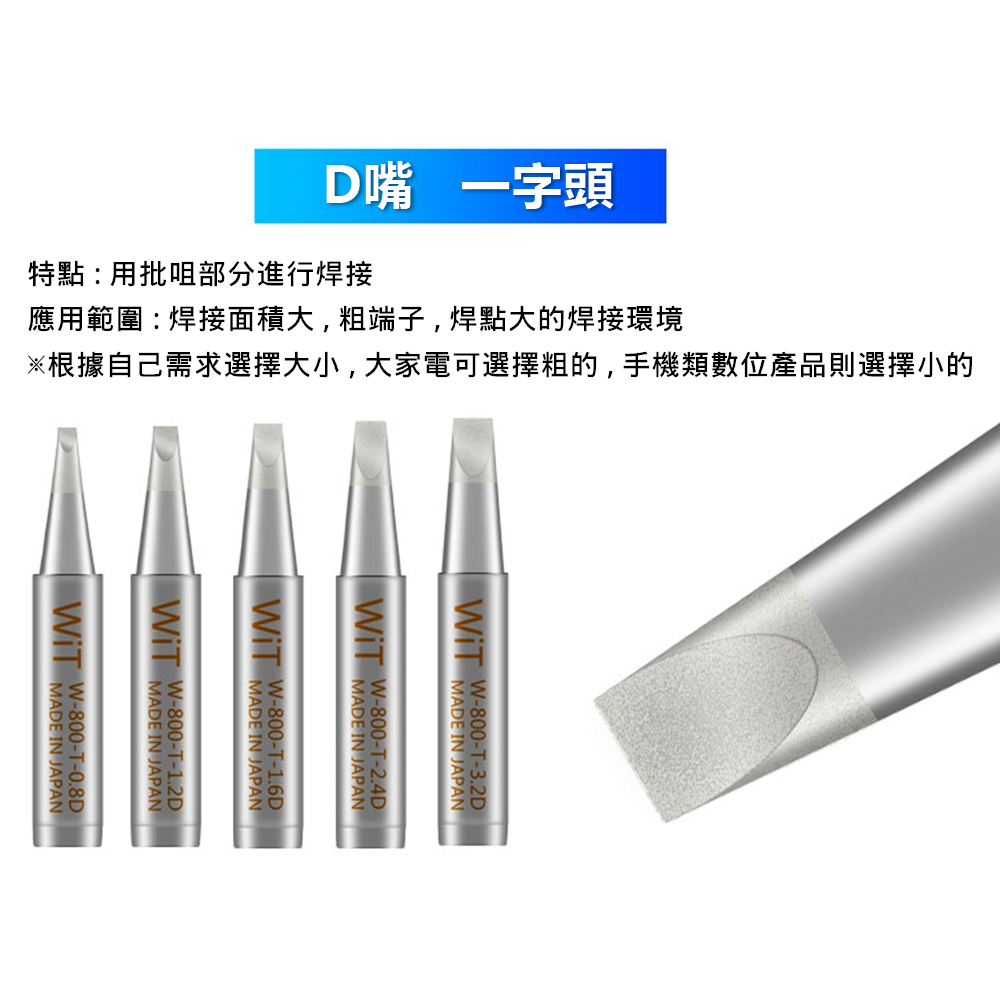 D嘴 一字頭
特點 : 用批咀部分進行焊接
應用範圍 : 焊接面積大 , 粗端子 , 焊點大的焊接環境
※根據自己需求選擇大小 , 大家電可選擇粗的 , 手機類數位產品則選擇小的
WiT W-800-T-0.8D
MADE IN JAPAN
WiT W-800-T-1.2D
MADE IN JAPAN
WiT W-800-T-1.6D
MADE IN JAPAN
WiT W-800-T-2.4D
MADE IN JAPAN
WiT W-800-T-3.2D
MADE IN JAPAN